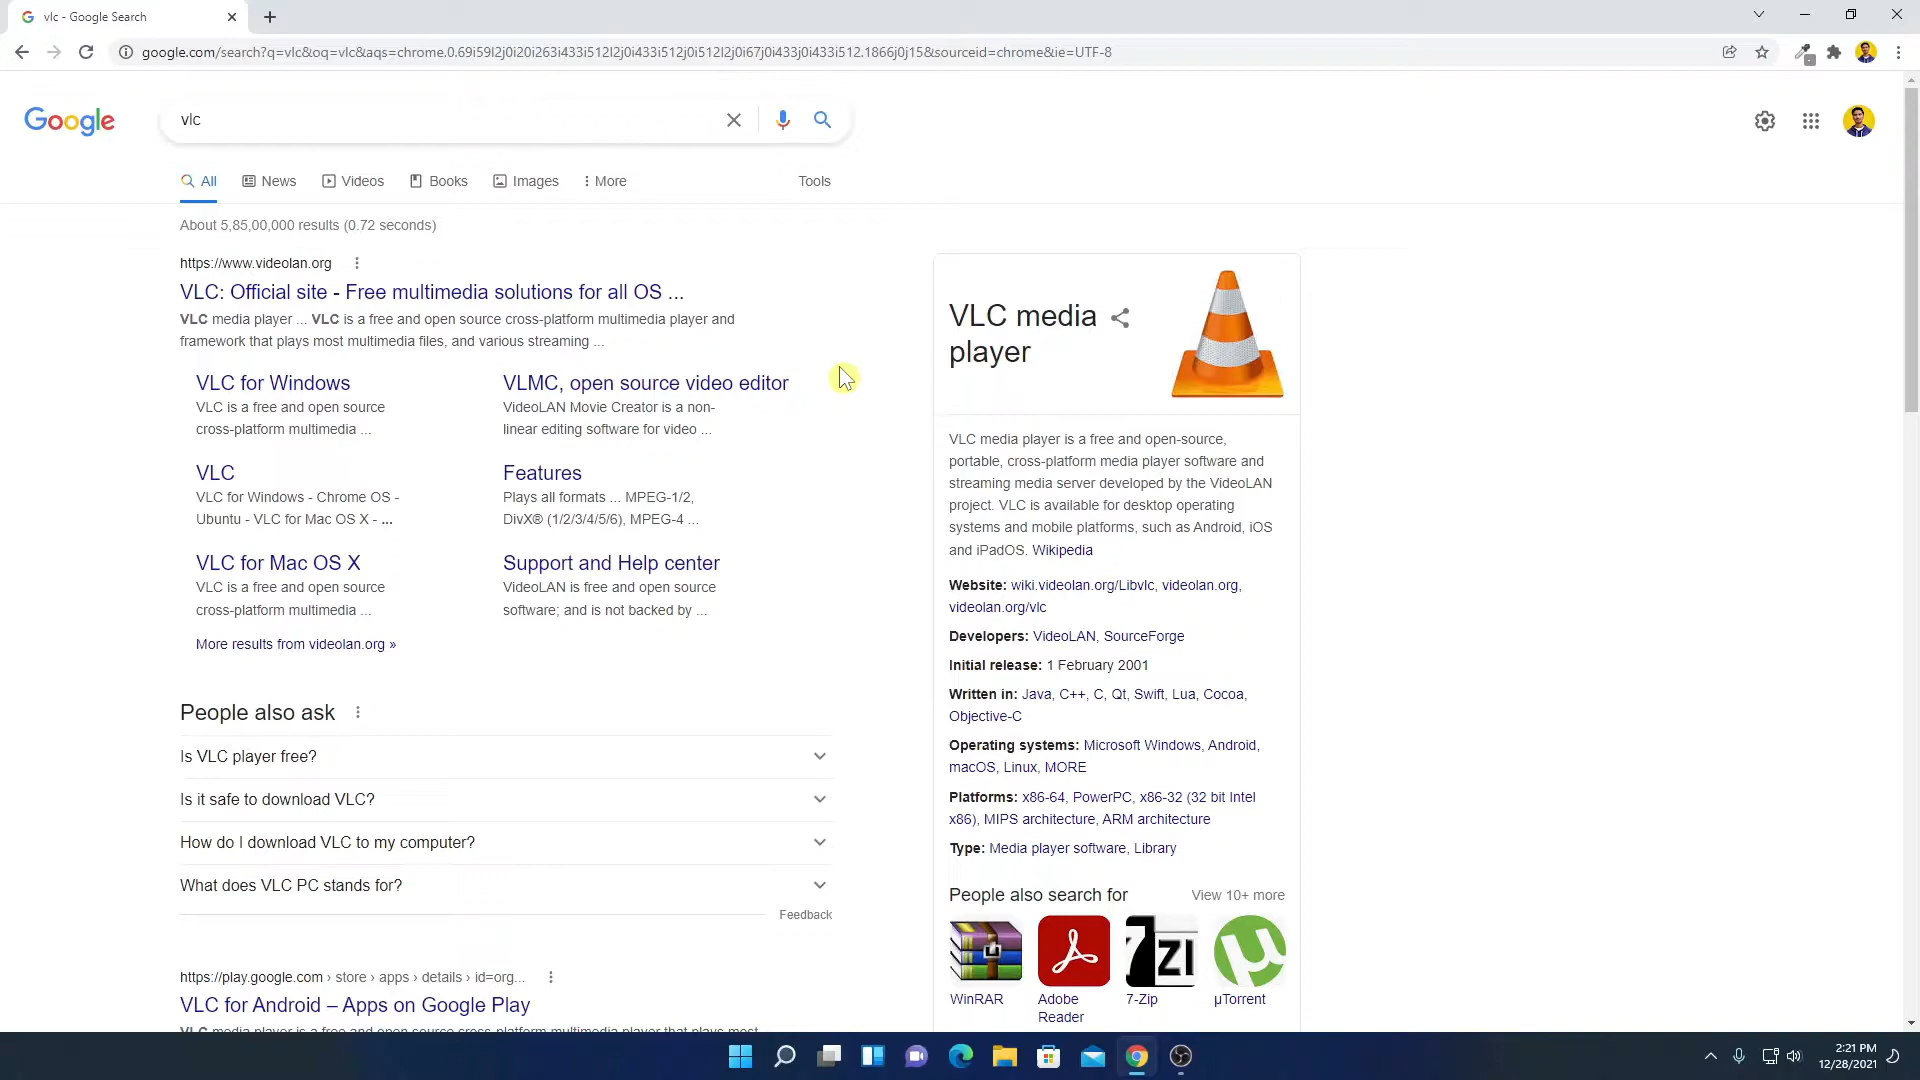 vlc - Google Search
google.com/search?q=vlc&oq=vlc&aqs=chrome.0.69i59l2j0i20i263i433i512l2j0i433i512j0i512l2j0i67j0i433j0i433i512.1866j0j15&sourceid=chrome&ie=UTF-8
Google
vlc
All News Videos Books Images More Tools
About 5,85,00,000 results (0.72 seconds)
https://www.videolan.org
VLC: Official site - Free multimedia solutions for all OS ...
VLC media player ... VLC is a free and open source cross-platform multimedia player and
framework that plays most multimedia files, and various streaming ...
VLC for Windows
VLC is a free and open source
cross-platform multimedia ...
VLMC, open source video editor
VideoLAN Movie Creator is a non-
linear editing software for video ...
VLC
VLC for Windows - Chrome OS -
Ubuntu - VLC for Mac OS X - ...
Features
Plays all formats ... MPEG-1/2,
DivX® (1/2/3/4/5/6), MPEG-4 ...
VLC for Mac OS X
VLC is a free and open source
cross-platform multimedia ...
Support and Help center
VideoLAN is free and open source
software; and is not backed by ...
More results from videolan.org »
People also ask
Is VLC player free?
Is it safe to download VLC?
How do I download VLC to my computer?
What does VLC PC stands for?
Feedback
https://play.google.com › store › apps › details › id=org...
VLC for Android – Apps on Google Play
VLC media player is a free and open source cross-platform multimedia player that plays most
VLC media
player
VLC media player is a free and open-source,
portable, cross-platform media player software and
streaming media server developed by the VideoLAN
project. VLC is available for desktop operating
systems and mobile platforms, such as Android, iOS
and iPadOS. Wikipedia
Website: wiki.videolan.org/Libvlc, videolan.org,
videolan.org/vlc
Developers: VideoLAN, SourceForge
Initial release: 1 February 2001
Written in: Java, C++, C, Qt, Swift, Lua, Cocoa,
Objective-C
Operating systems: Microsoft Windows, Android,
macOS, Linux, MORE
Platforms: x86-64, PowerPC, x86-32 (32 bit Intel
x86), MIPS architecture, ARM architecture
Type: Media player software, Library
People also search for View 10+ more
7ZI
WinRAR
Adobe
Reader
7-Zip
µTorrent
2:21 PM
12/28/2021